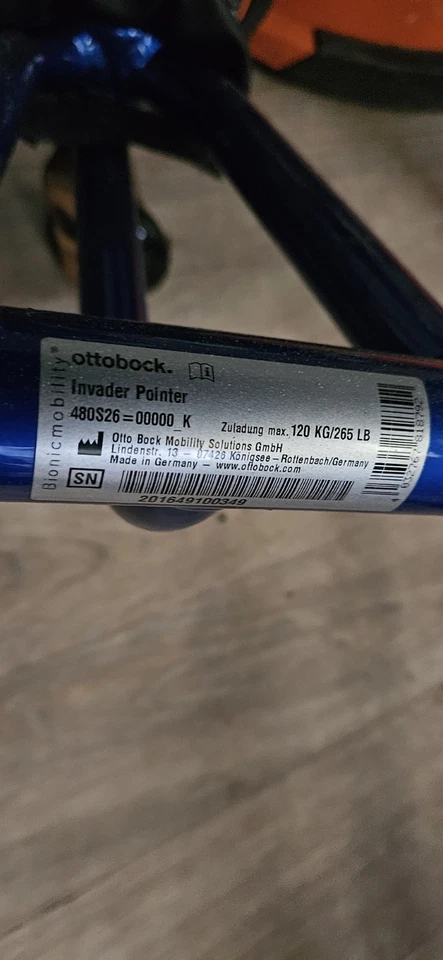 Bionicmobility®
ottobock.
Invader Pointer
480S26=00000_K
Zuladung max. 120 KG/265 LB
Otto Bock Mobility Solutions GmbH
Lindenstr. 13 – 07426 Königsee-Rottenbach/Germany
Made in Germany – www.ottobock.com
SN
201649100349